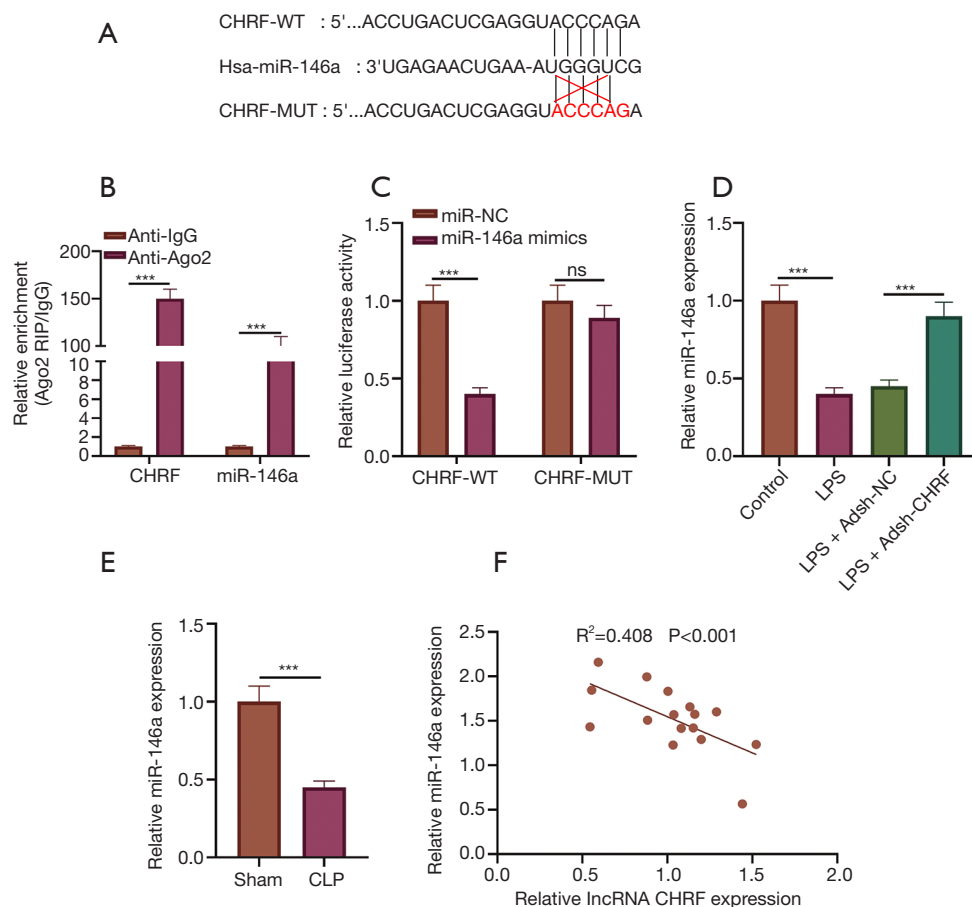 A
CHRF-WT : 5'...ACCUGACUCGAGGUACCCAGA
Hsa-miR-146a : 3'UGAGAACUGAA-AUGGGUCG
CHRF-MUT : 5'...ACCUGACUCGAGGUACCCAGA
B
Anti-IgG
Anti-Ago2
Relative enrichment
(Ago2 RIP/IgG)
200
150
100
10
8
6
4
2
0
***
***
CHRF
miR-146a
C
miR-NC
miR-146a mimics
Relative luciferase activity
1.5
1.0
0.5
0.0
***
ns
CHRF-WT
CHRF-MUT
D
Relative miR-146a expression
1.5
1.0
0.5
0.0
***
***
Control
LPS
LPS + Adsh-NC
LPS + Adsh-CHRF
E
Relative miR-146a expression
1.5
1.0
0.5
0.0
***
Sham
CLP
F
R²=0.408 P<0.001
Relative miR-146a expression
2.5
2.0
1.5
1.0
0.5
0.0
0.0
0.5
1.0
1.5
2.0
Relative lncRNA CHRF expression